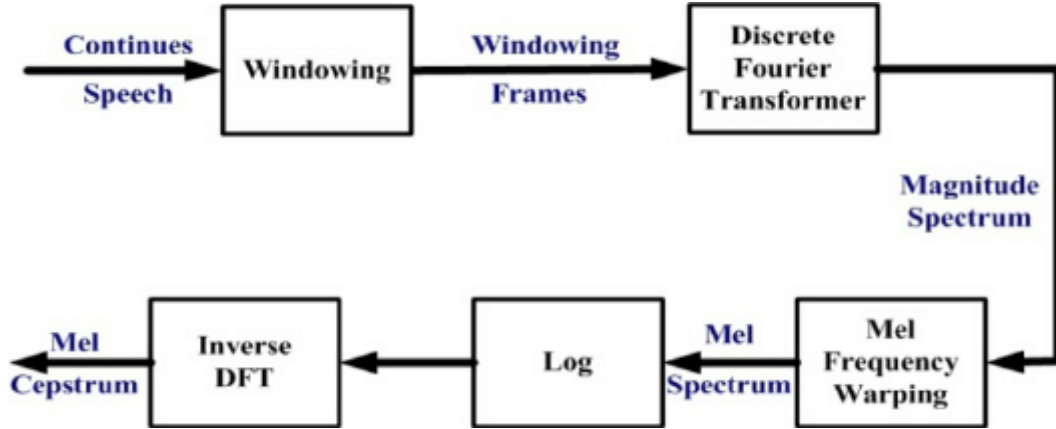 Continues
Speech
Windowing
Windowing
Frames
Discrete
Fourier
Transformer
Magnitude
Spectrum
Mel
Frequency
Warping
Mel
Spectrum
Log
Inverse
DFT
Mel
Cepstrum